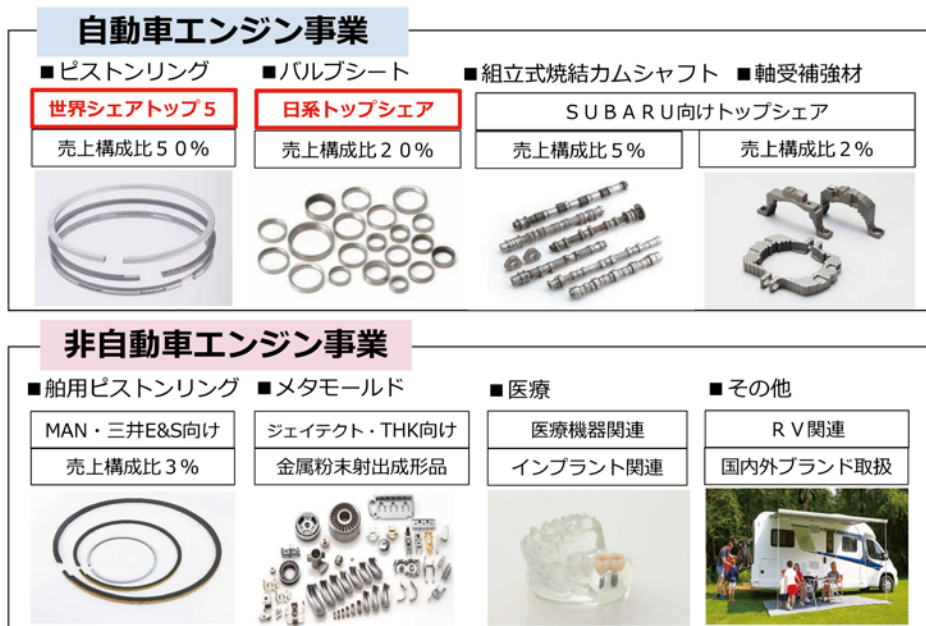 自動車エンジン事業
■ピストンリング
世界シェアトップ5
売上構成比50%
■バルブシート
日系トップシェア
売上構成比20%
■組立式焼結カムシャフト ■軸受補強材
SUBARU向けトップシェア
売上構成比5%
売上構成比2%
非自動車エンジン事業
■舶用ピストンリング
MAN・三井E&S向け
売上構成比3%
■メタモールド
ジェイテクト・THK向け
金属粉末射出成形品
■医療
医療機器関連
インプラント関連
■その他
RV関連
国内外ブランド取扱